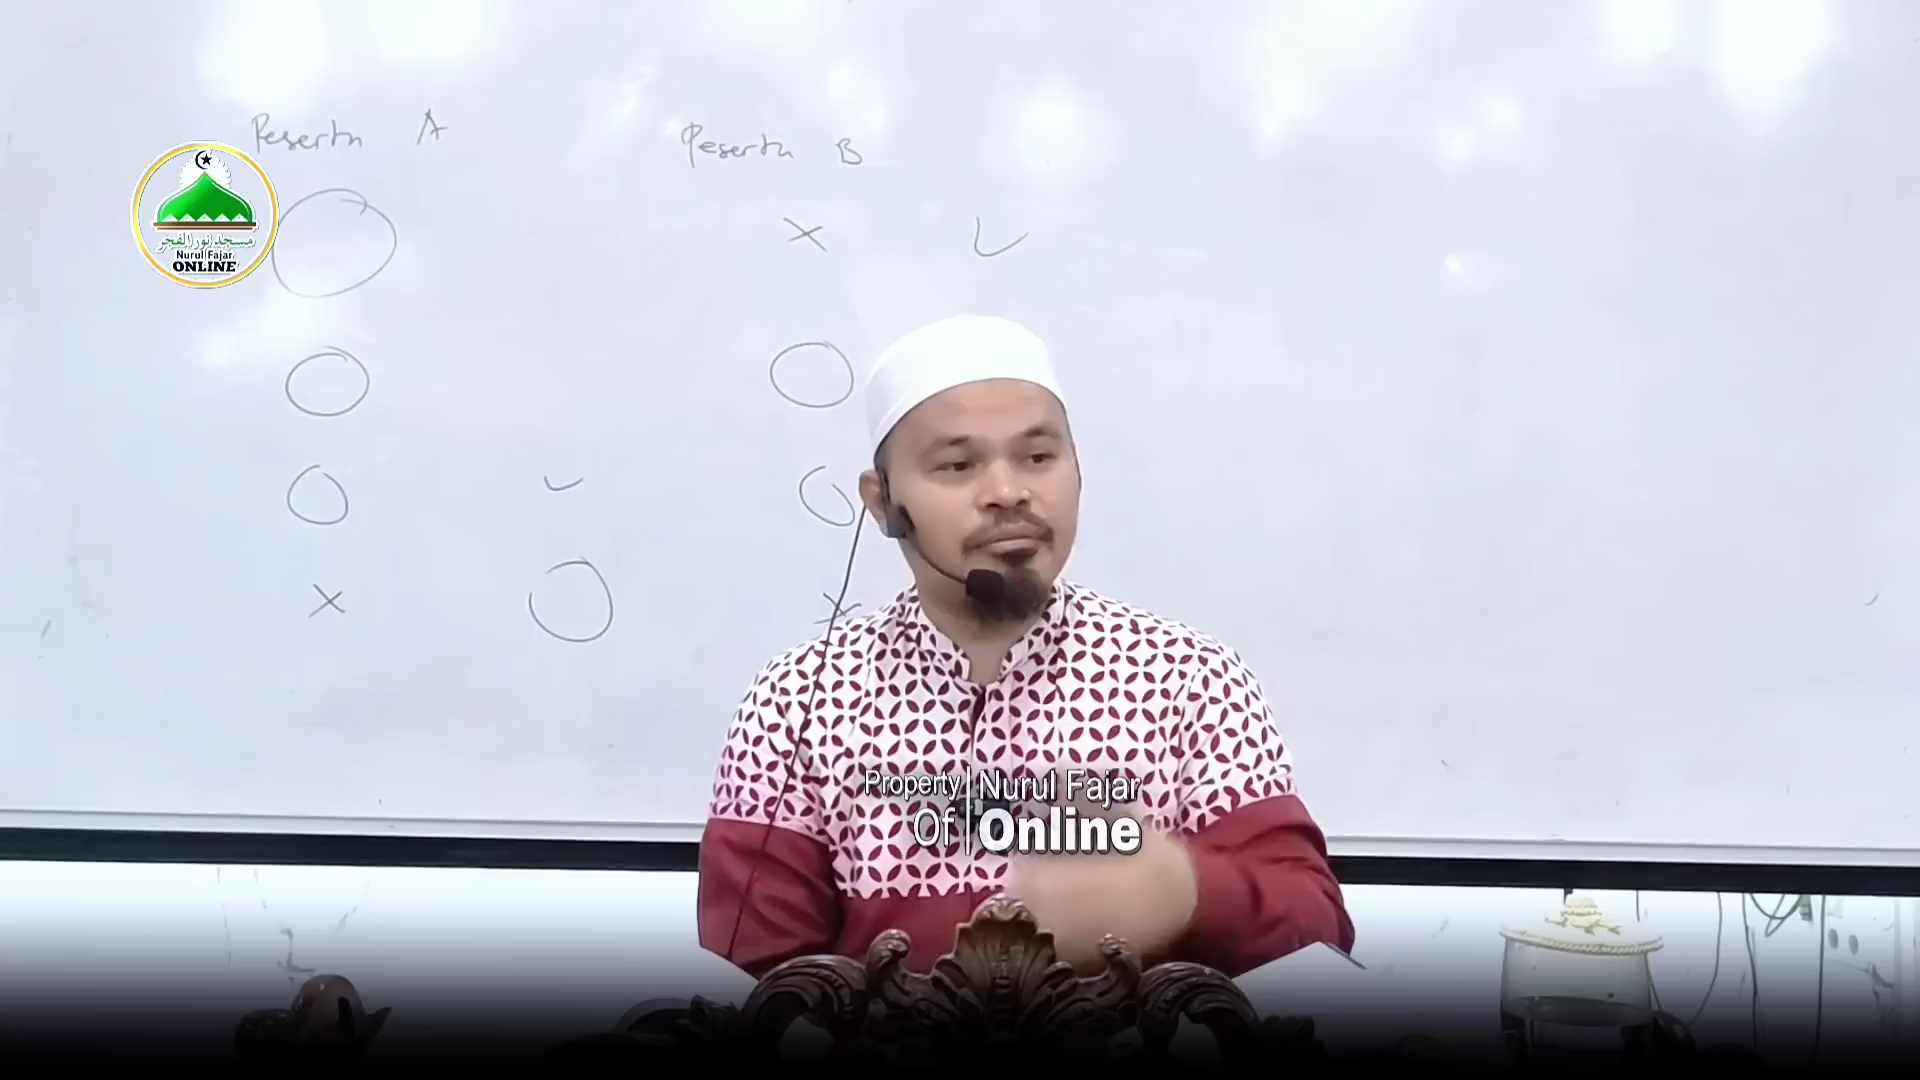 Peserta A
Peserta B
مسجد نور الفجر
Nurul Fajar
ONLINE
Property Of
Nurul Fajar
Online